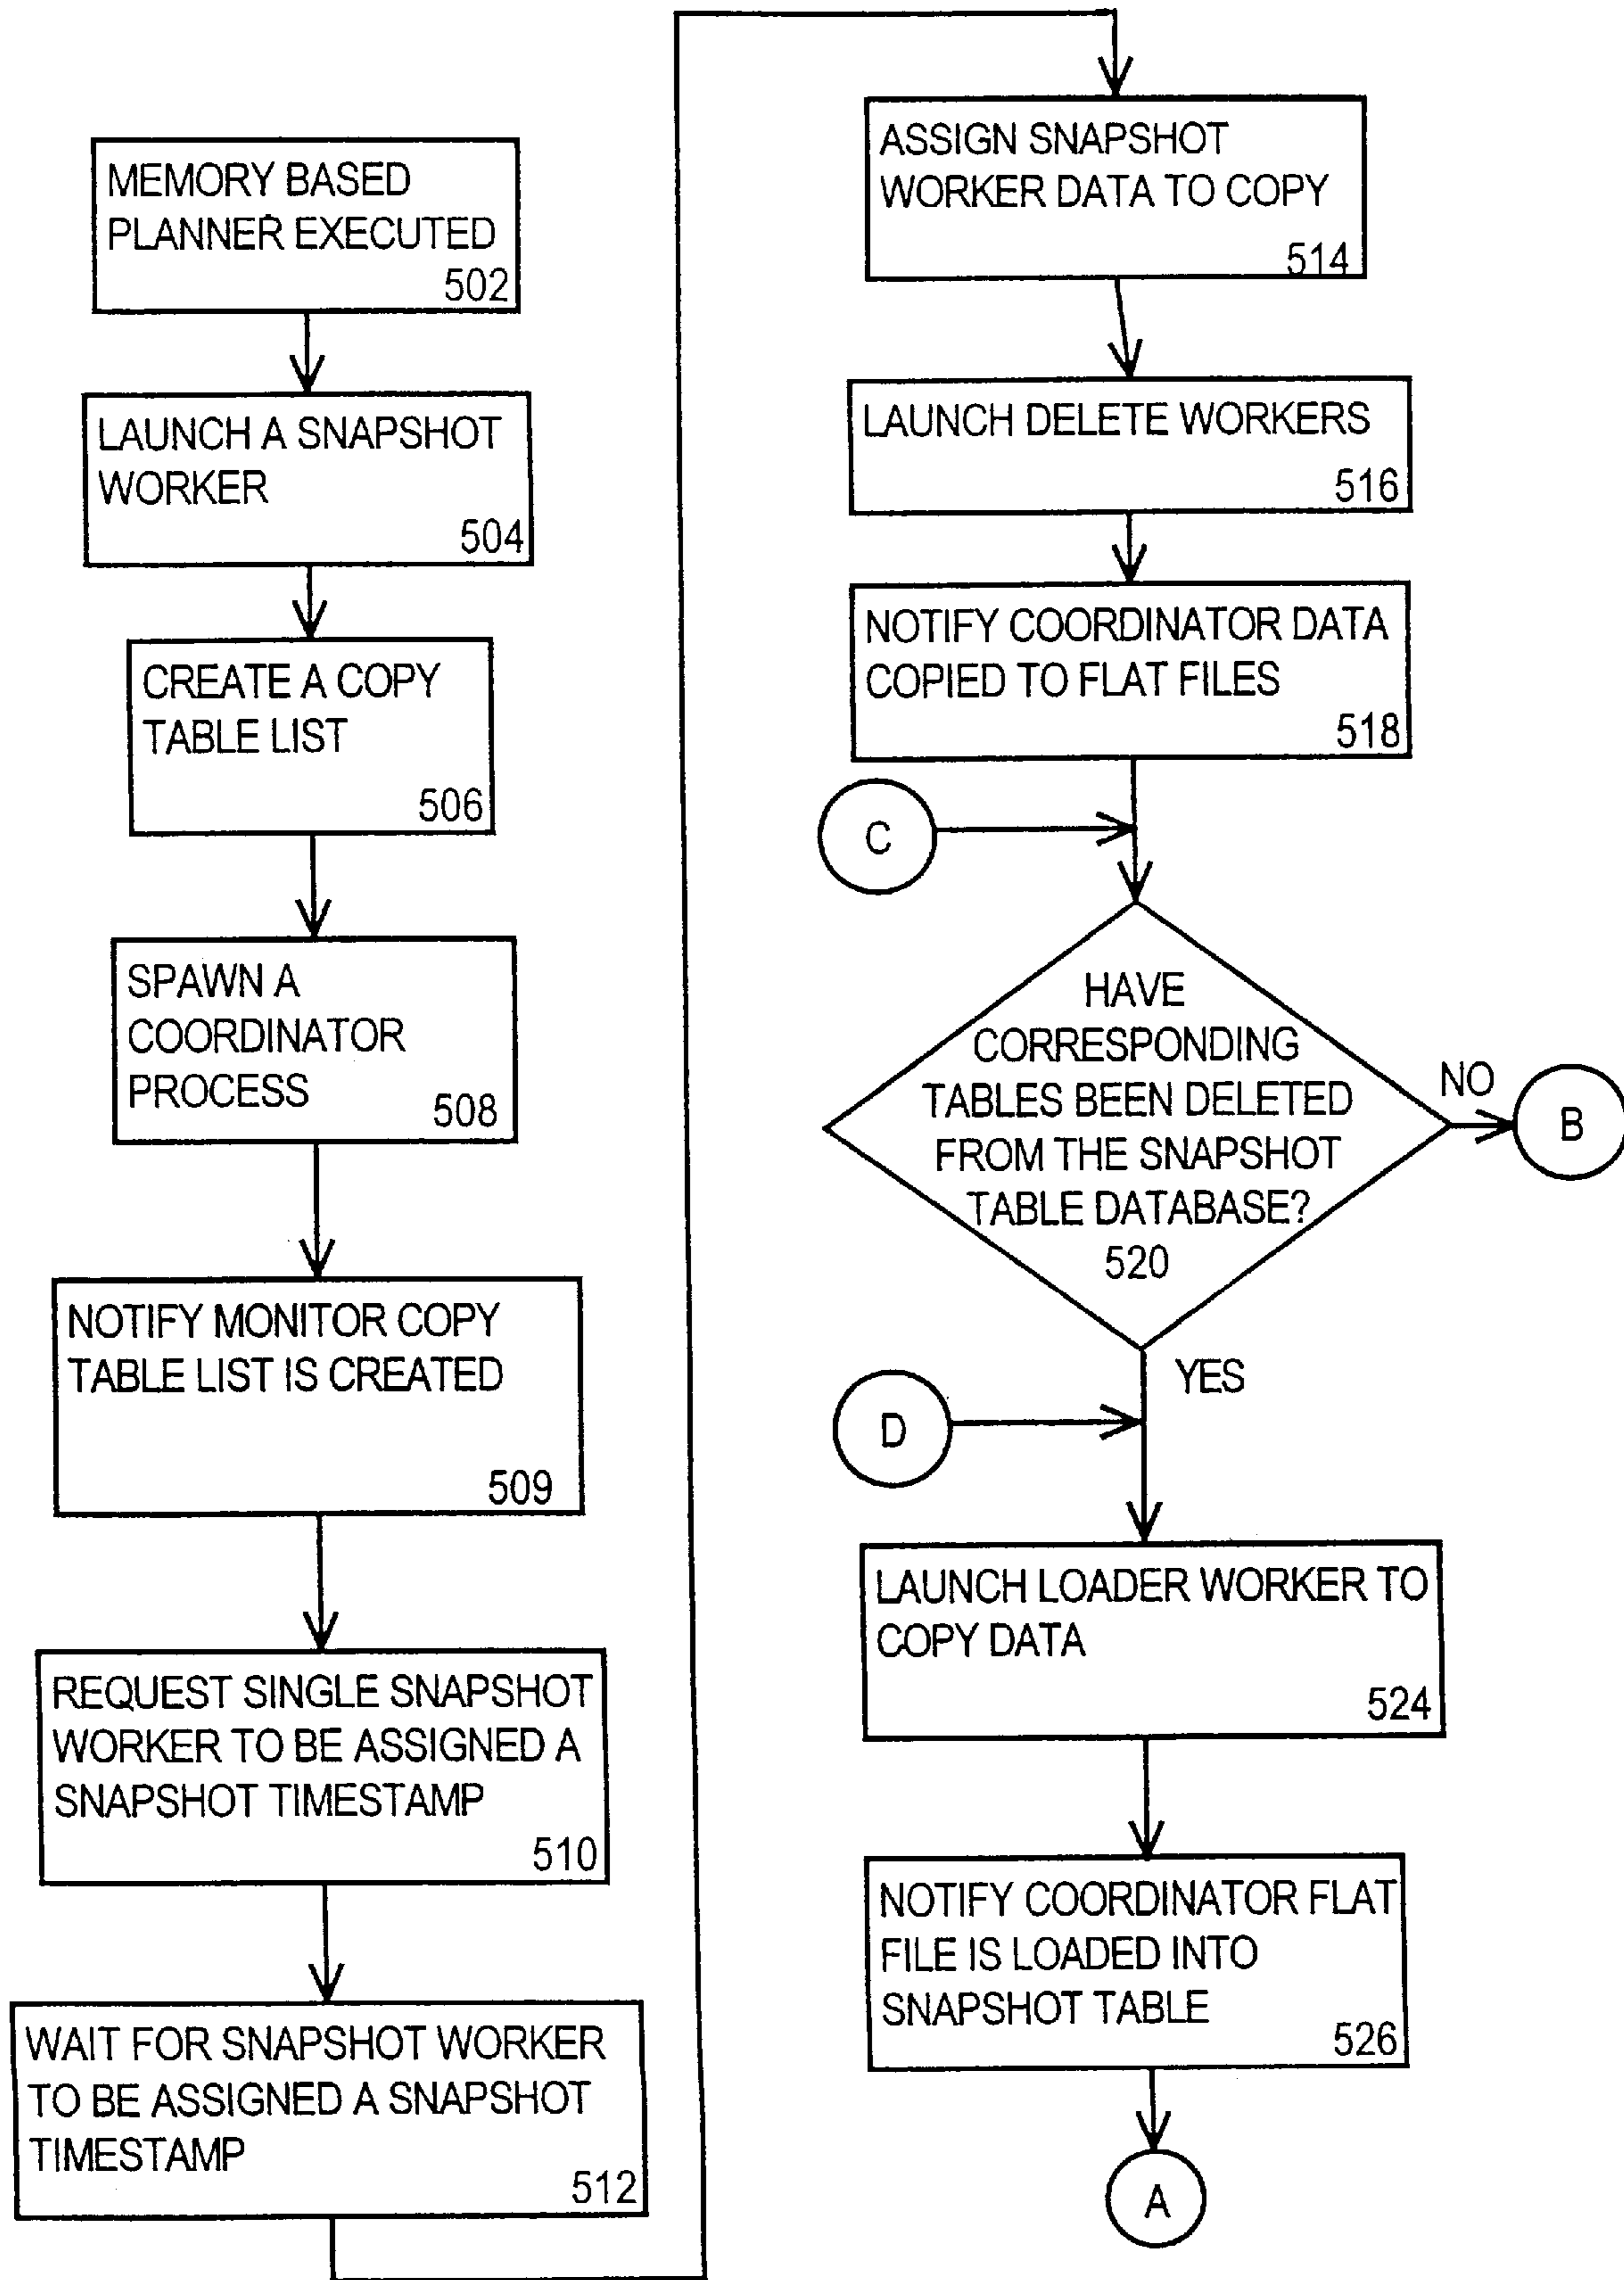 MEMORY BASED
PLANNER EXECUTED
502
LAUNCH A SNAPSHOT
WORKER
504
CREATE A COPY
TABLE LIST
506
SPAWN A
COORDINATOR
PROCESS
508
NOTIFY MONITOR COPY
TABLE LIST IS CREATED
509
REQUEST SINGLE SNAPSHOT
WORKER TO BE ASSIGNED A
SNAPSHOT TIMESTAMP
510
WAIT FOR SNAPSHOT WORKER
TO BE ASSIGNED A SNAPSHOT
TIMESTAMP
512
ASSIGN SNAPSHOT
WORKER DATA TO COPY
514
LAUNCH DELETE WORKERS
516
NOTIFY COORDINATOR DATA
COPIED TO FLAT FILES
518
C
HAVE
CORRESPONDING
TABLES BEEN DELETED
FROM THE SNAPSHOT
TABLE DATABASE?
520
NO
B
YES
D
LAUNCH LOADER WORKER TO
COPY DATA
524
NOTIFY COORDINATOR FLAT
FILE IS LOADED INTO
SNAPSHOT TABLE
526
A